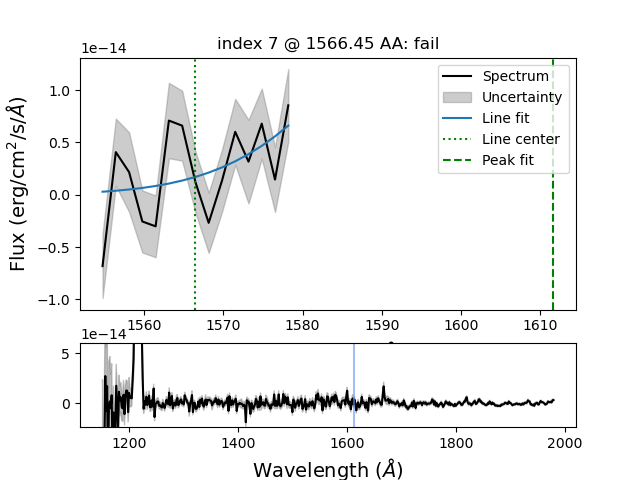 index 7 @ 1566.45 AA: fail
1e−14
Spectrum
Uncertainty
Line fit
Line center
Peak fit
1.0
0.5
0.0
−0.5
−1.0
Flux (erg/cm²/s/Å)
1560 1570 1580 1590 1600 1610
1e−14
5
0
1200 1400 1600 1800 2000
Wavelength (Å)